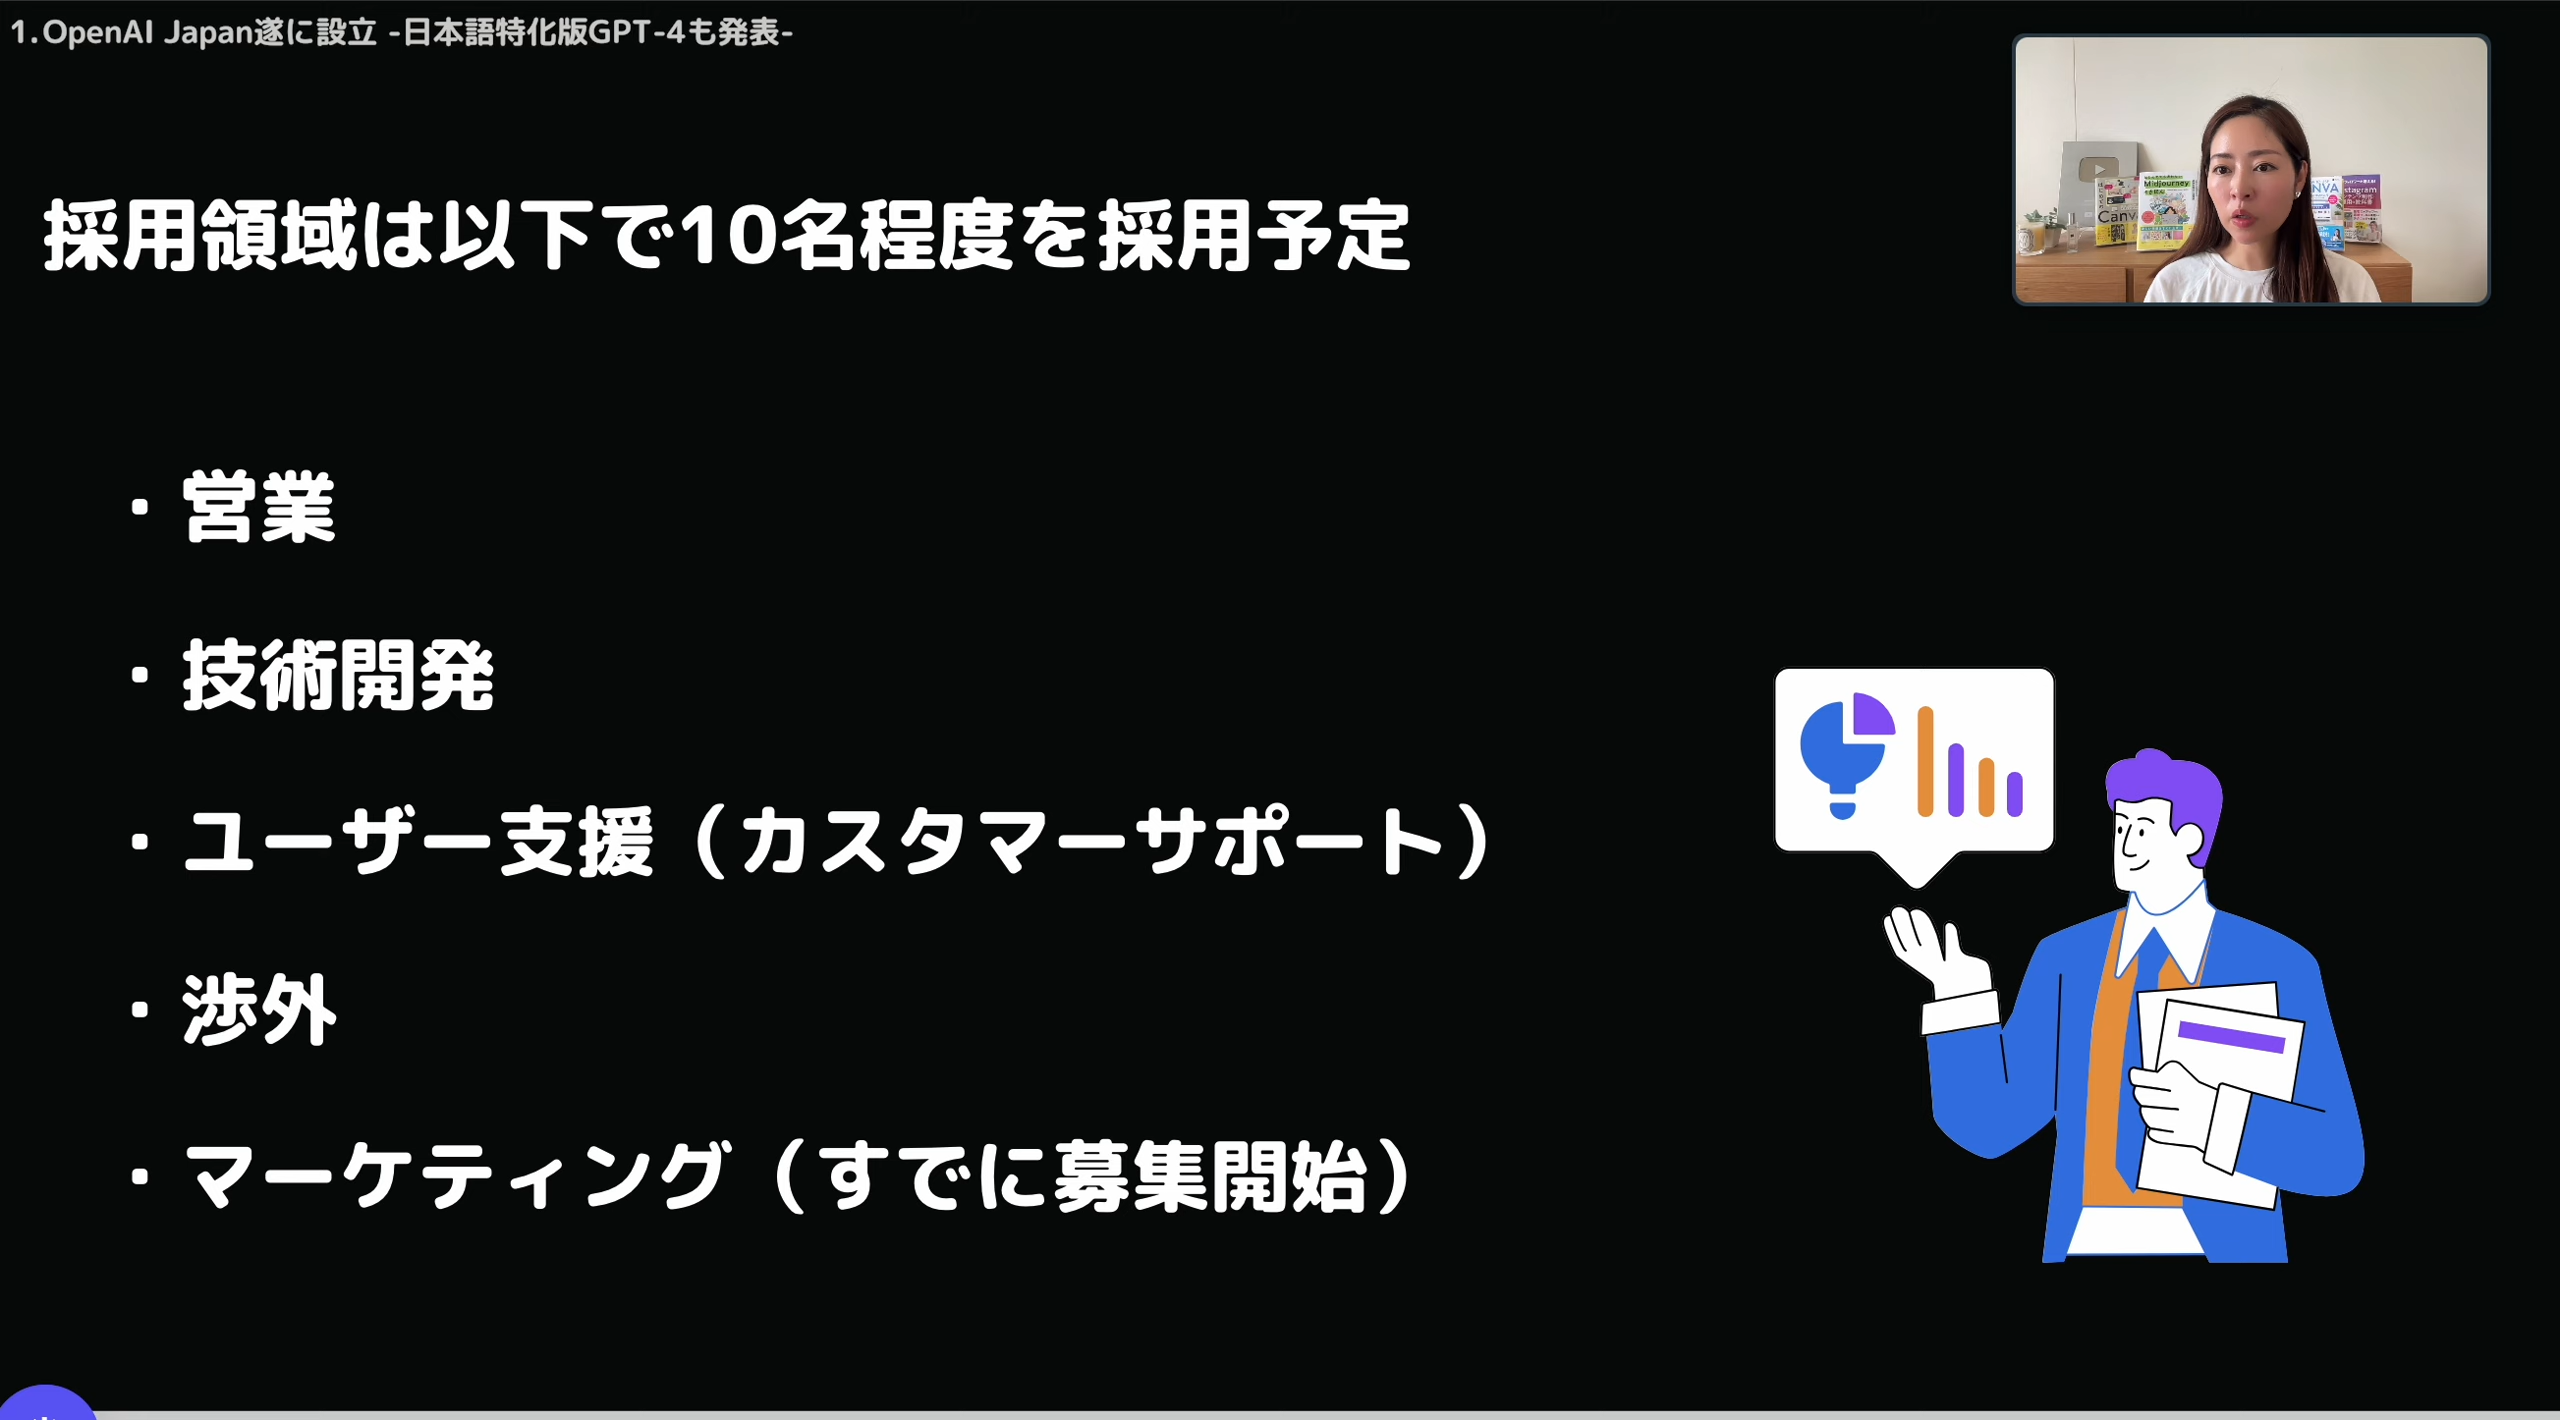 1.OpenAI Japan遂に設立 -日本語特化版GPT-4も発表-
採用領域は以下で10名程度を採用予定
・営業
・技術開発
・ユーザー支援（カスタマーサポート）
・渉外
・マーケティング（すでに募集開始）
Midjourney